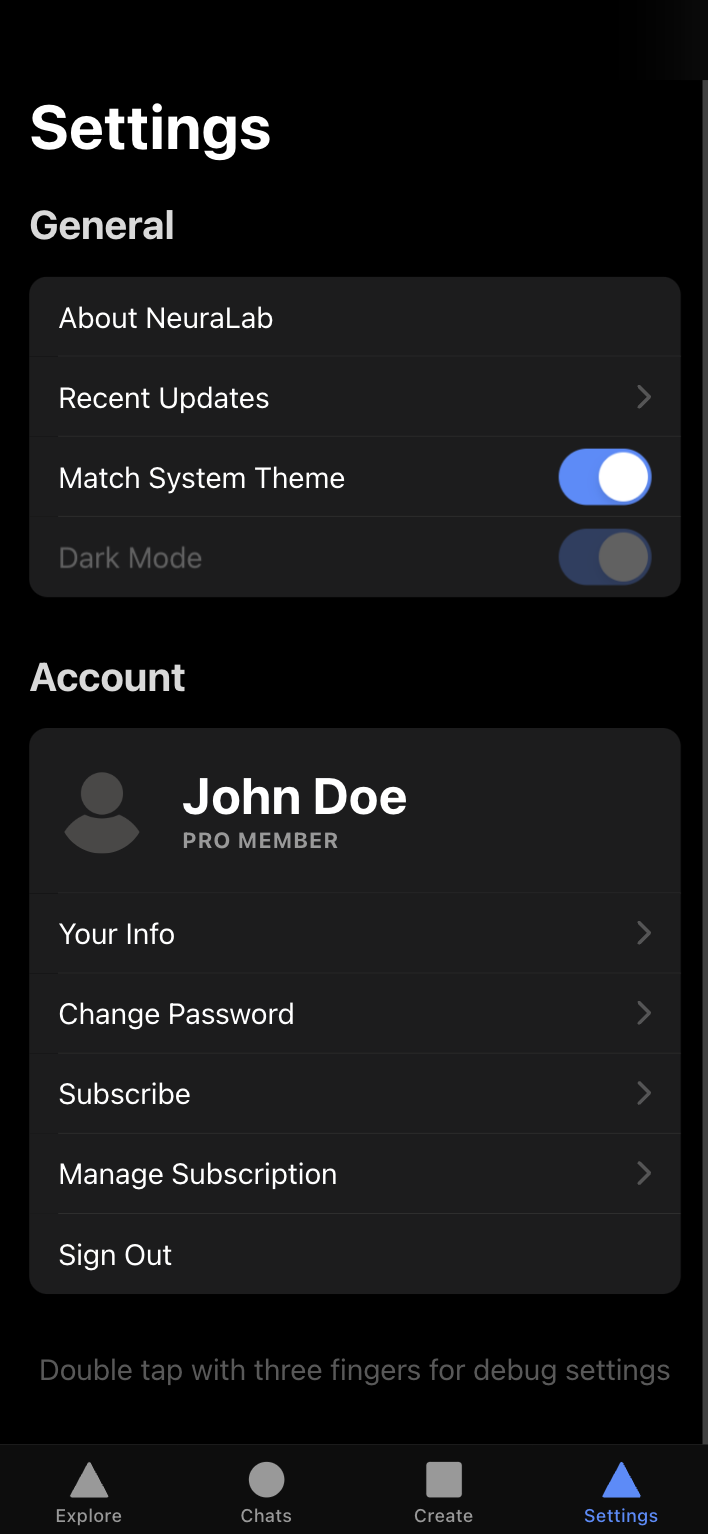 Settings
General
About NeuraLab
Recent Updates
Match System Theme
Dark Mode
Account
John Doe
PRO MEMBER
Your Info
Change Password
Subscribe
Manage Subscription
Sign Out
Double tap with three fingers for debug settings
Explore
Chats
Create
Settings